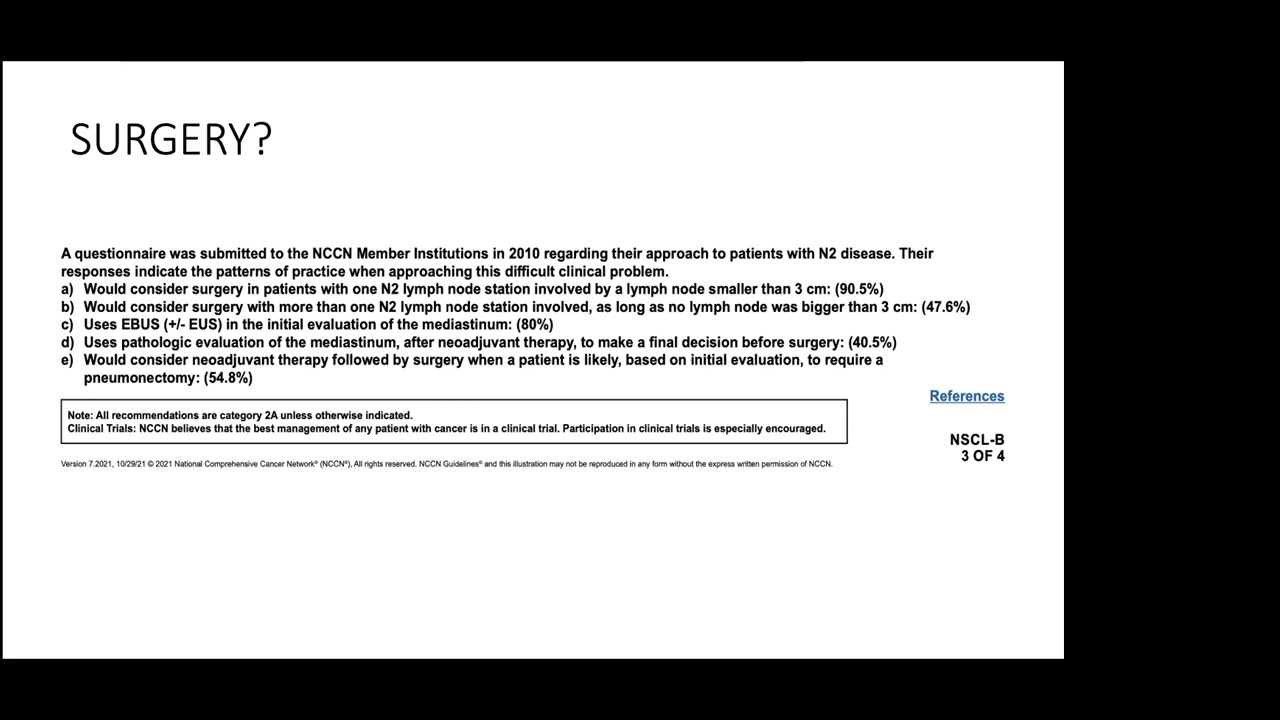 SURGERY?
A questionnaire was submitted to the NCCN Member Institutions in 2010 regarding their approach to patients with N2 disease. Their
responses indicate the patterns of practice when approaching this difficult clinical problem.
a) Would consider surgery in patients with one N2 lymph node station involved by a lymph node smaller than 3 cm: (90.5%)
b) Would consider surgery with more than one N2 lymph node station involved, as long as no lymph node was bigger than 3 cm: (47.6%)
c) Uses EBUS (+/- EUS) in the initial evaluation of the mediastinum: (80%)
d) Uses pathologic evaluation of the mediastinum, after neoadjuvant therapy, to make a final decision before surgery: (40.5%)
e) Would consider neoadjuvant therapy followed by surgery when a patient is likely, based on initial evaluation, to require a
pneumonectomy: (54.8%)
References
Note: All recommendations are category 2A unless otherwise indicated.
Clinical Trials: NCCN believes that the best management of any patient with cancer is in a clinical trial. Participation in clinical trials is especially encouraged.
NSCL-B
3 OF 4
Version 7.2021, 10/29/21 © 2021 National Comprehensive Cancer Network® (NCCN®), All rights reserved. NCCN Guidelines® and this illustration may not be reproduced in any form without the express written permission of NCCN.